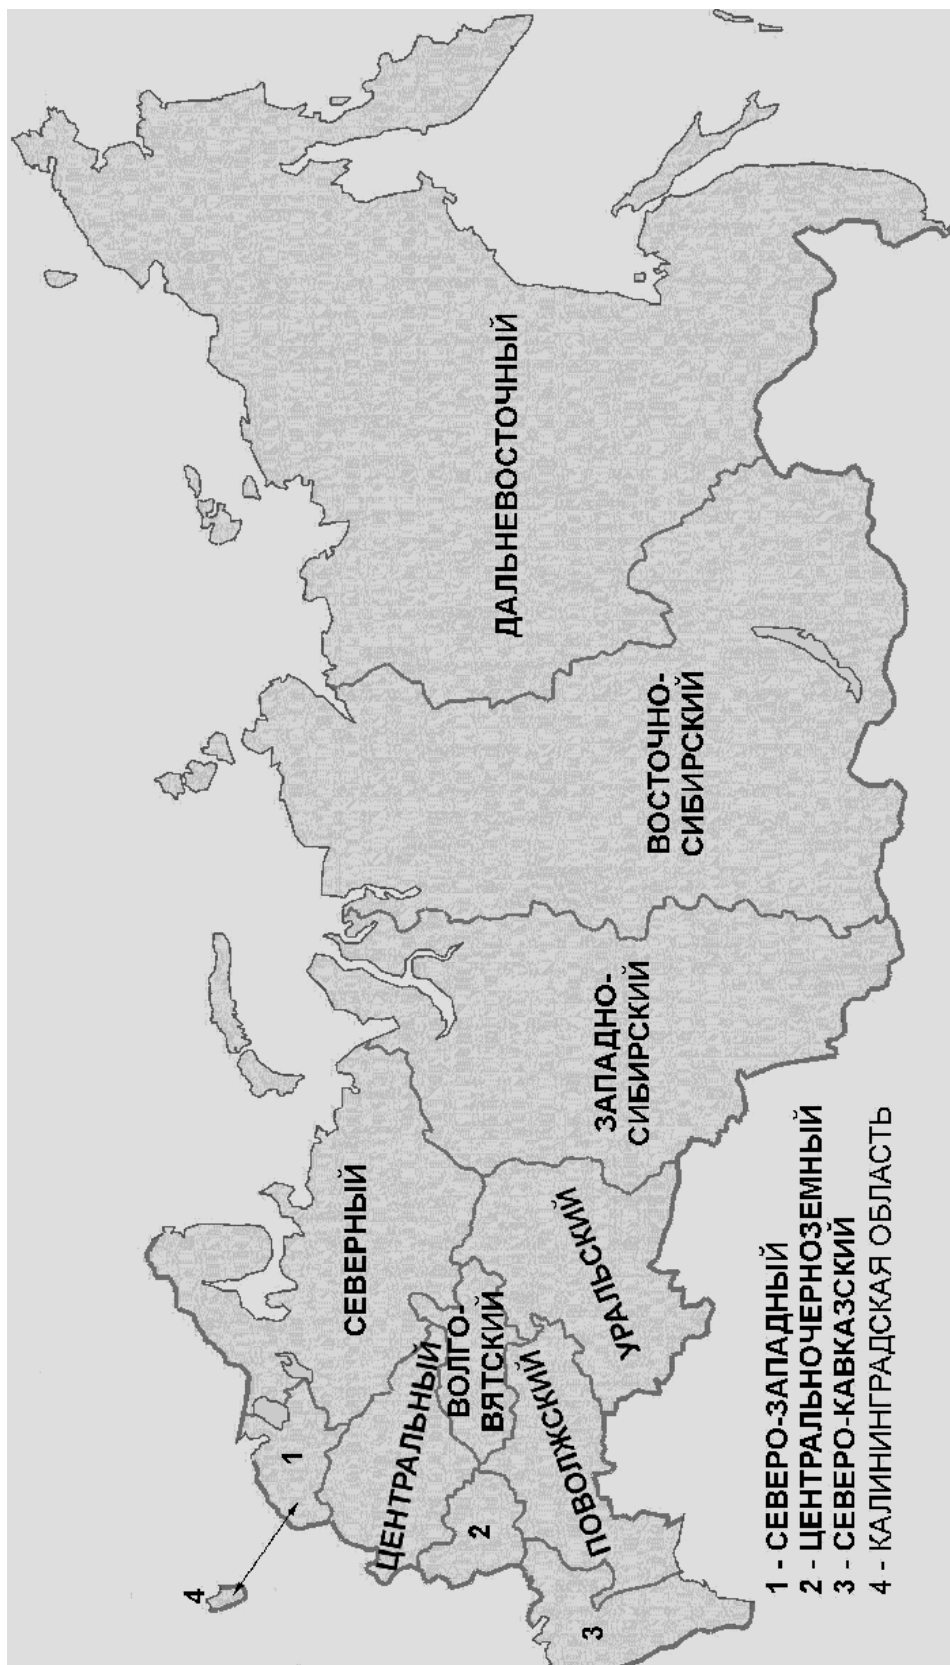 СЕВЕРНЫЙ
ЦЕНТРАЛЬНЫЙ
ВОЛГО-
ВЯТСКИЙ
ПОВОЛЖСКИЙ
УРАЛЬСКИЙ
ЗАПАДНО-
СИБИРСКИЙ
ВОСТОЧНО-
СИБИРСКИЙ
ДАЛЬНЕВОСТОЧНЫЙ
4
1
2
3
1 - СЕВЕРО-ЗАПАДНЫЙ
2 - ЦЕНТРАЛЬНОЧЕРНОЗЕМНЫЙ
3 - СЕВЕРО-КАВКАЗСКИЙ
4 - КАЛИНИНГРАДСКАЯ ОБЛАСТЬ